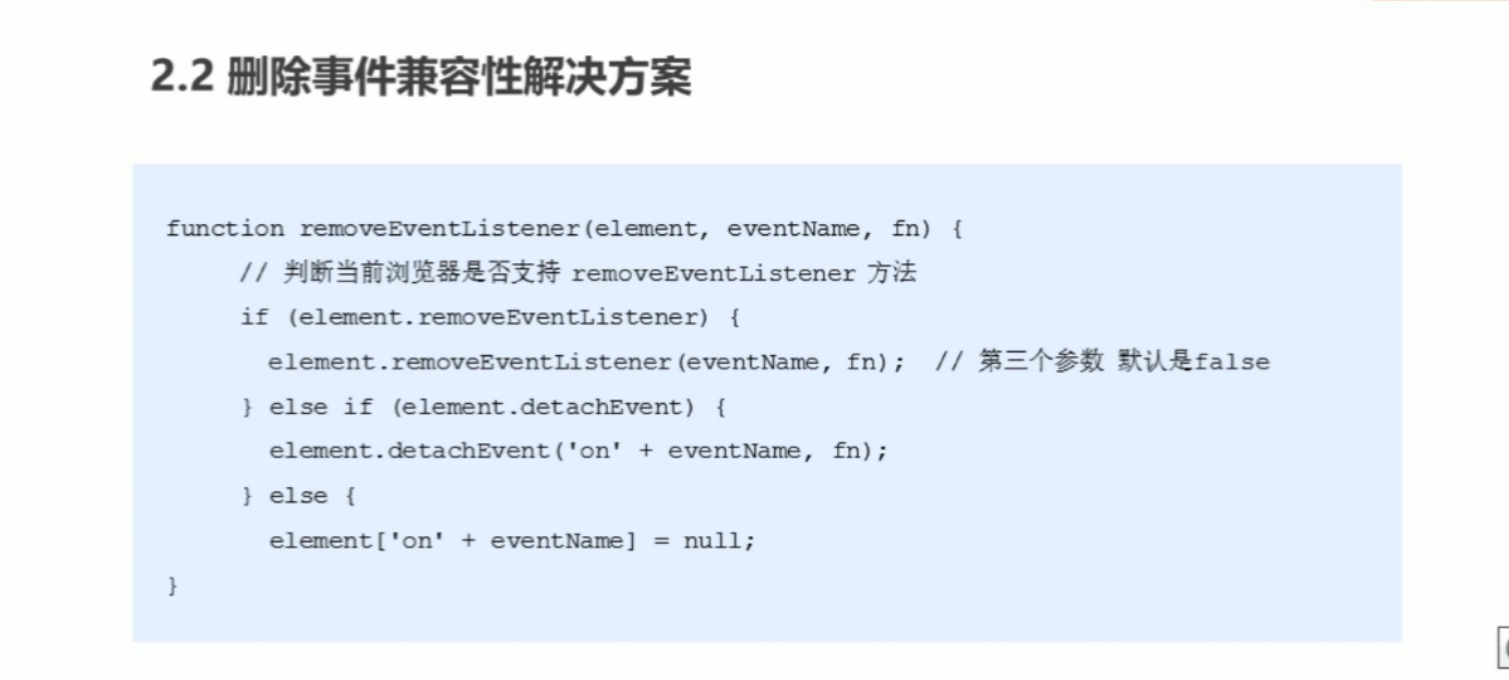 2.2 删除事件兼容性解决方案
function removeEventListener(element, eventName, fn) {
// 判断当前浏览器是否支持 removeEventListener 方法
if (element.removeEventListener) {
element.removeEventListener(eventName, fn); // 第三个参数 默认是false
} else if (element.detachEvent) {
element.detachEvent('on' + eventName, fn);
} else {
element['on' + eventName] = null;
}